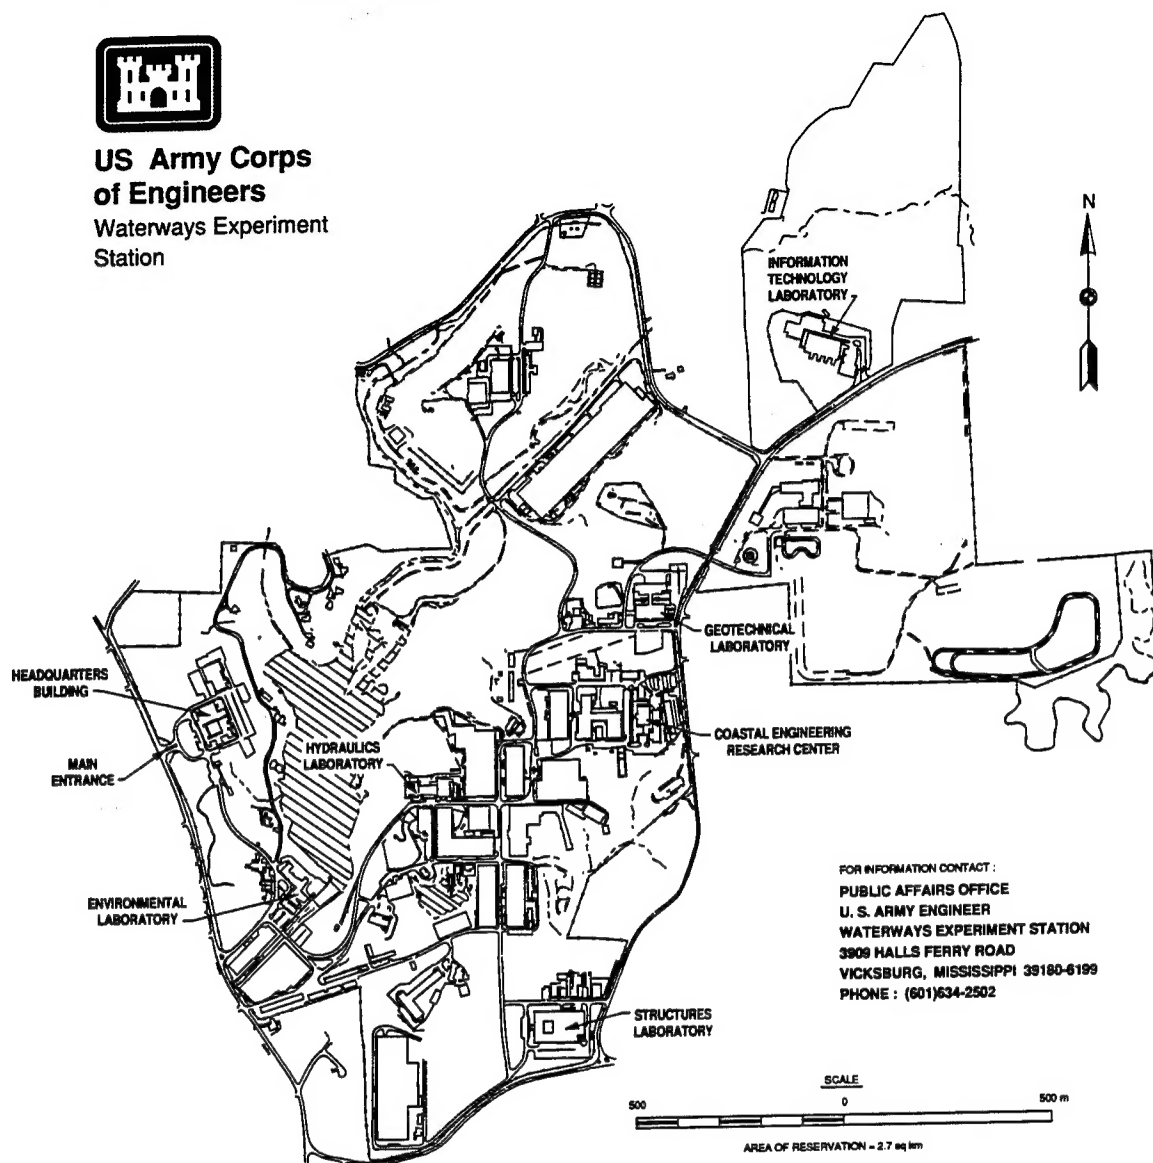 US Army Corps
of Engineers
Waterways Experiment
Station
N
INFORMATION
TECHNOLOGY
LABORATORY
GEOTECHNICAL
LABORATORY
HEADQUARTERS
BUILDING
MAIN
ENTRANCE
HYDRAULICS
LABORATORY
COASTAL ENGINEERING
RESEARCH CENTER
ENVIRONMENTAL
LABORATORY
STRUCTURES
LABORATORY
FOR INFORMATION CONTACT :
PUBLIC AFFAIRS OFFICE
U. S. ARMY ENGINEER
WATERWAYS EXPERIMENT STATION
3909 HALLS FERRY ROAD
VICKSBURG, MISSISSIPPI 39180-6199
PHONE : (601)634-2502
SCALE
500 0 500 m
AREA OF RESERVATION = 2.7 sq km